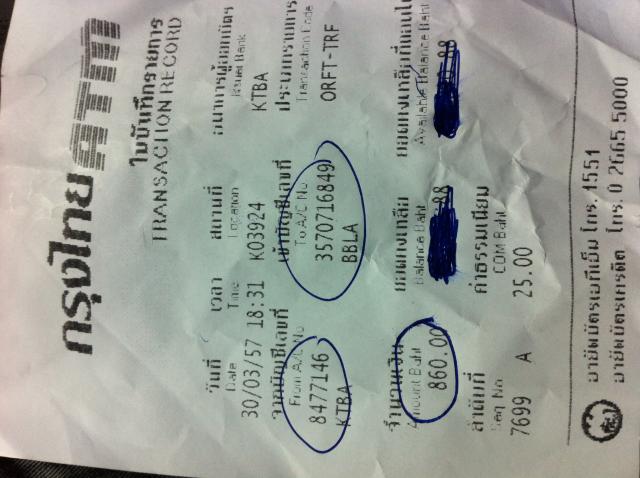 กรุงไทย ATM
ใบบันทึกรายการ
TRANSACTION RECORD
วันที่ เวลา สถานที่ ธนาคารผู้ออกบัตร
Date Time Location Issuer Bank
30/03/57 18:31 K03924 KTBA
จากบัญชีเลขที่ เข้าบัญชีเลขที่ ประเภทรายการ
From A/C No To A/C No Transaction Code
8477146 3570716849 ORFT-TRF
KTBA BBLA
จำนวนเงิน ยอดคงเหลือ ยอดคงเหลือที่ถอนได้
Amount Baht Balance Baht Available Balance Baht
860.00 88 88
ลำดับที่ ค่าธรรมเนียม
Seq No COM Baht
7699 A 25.00
อายัดบัตรเอทีเอ็ม โทร. 1551
อายัดบัตรเครดิต โทร. 0 2665 5000